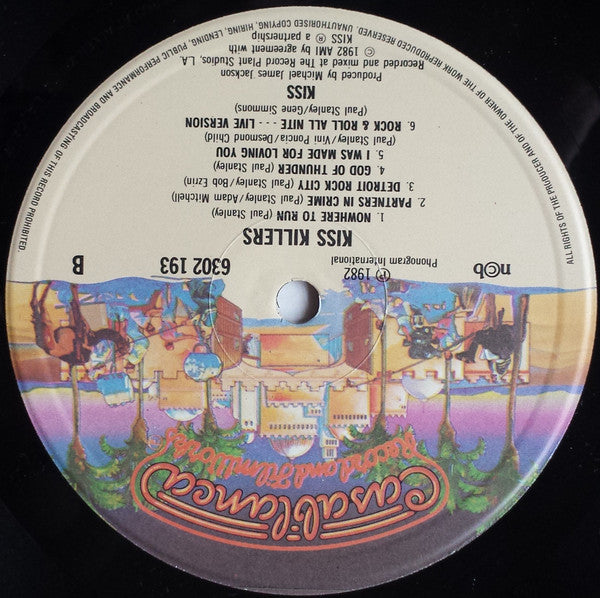 Casablanca
Record and FilmWorks
ncb
℗ 1982
Phonogram International
6302 193
B
KISS KILLERS
1. NOWHERE TO RUN (Paul Stanley)
2. PARTNERS IN CRIME (Paul Stanley/Adam Mitchell)
3. DETROIT ROCK CITY (Paul Stanley/Bob Ezrin)
4. GOD OF THUNDER (Paul Stanley)
5. I WAS MADE FOR LOVING YOU
(Paul Stanley/Vini Poncia/Desmond Child)
6. ROCK & ROLL ALL NITE - - - LIVE VERSION
(Paul Stanley/Gene Simmons)
KISS
Produced by Michael James Jackson
Recorded and mixed at The Record Plant Studios, L.A.
© 1982 AMI by agreement with
KISS ® a partnership
ALL RIGHTS OF THE PRODUCER AND OF THE OWNER OF THE WORK REPRODUCED RESERVED. UNAUTHORISED COPYING, HIRING, LENDING, PUBLIC PERFORMANCE AND BROADCASTING OF THIS RECORD PROHIBITED.